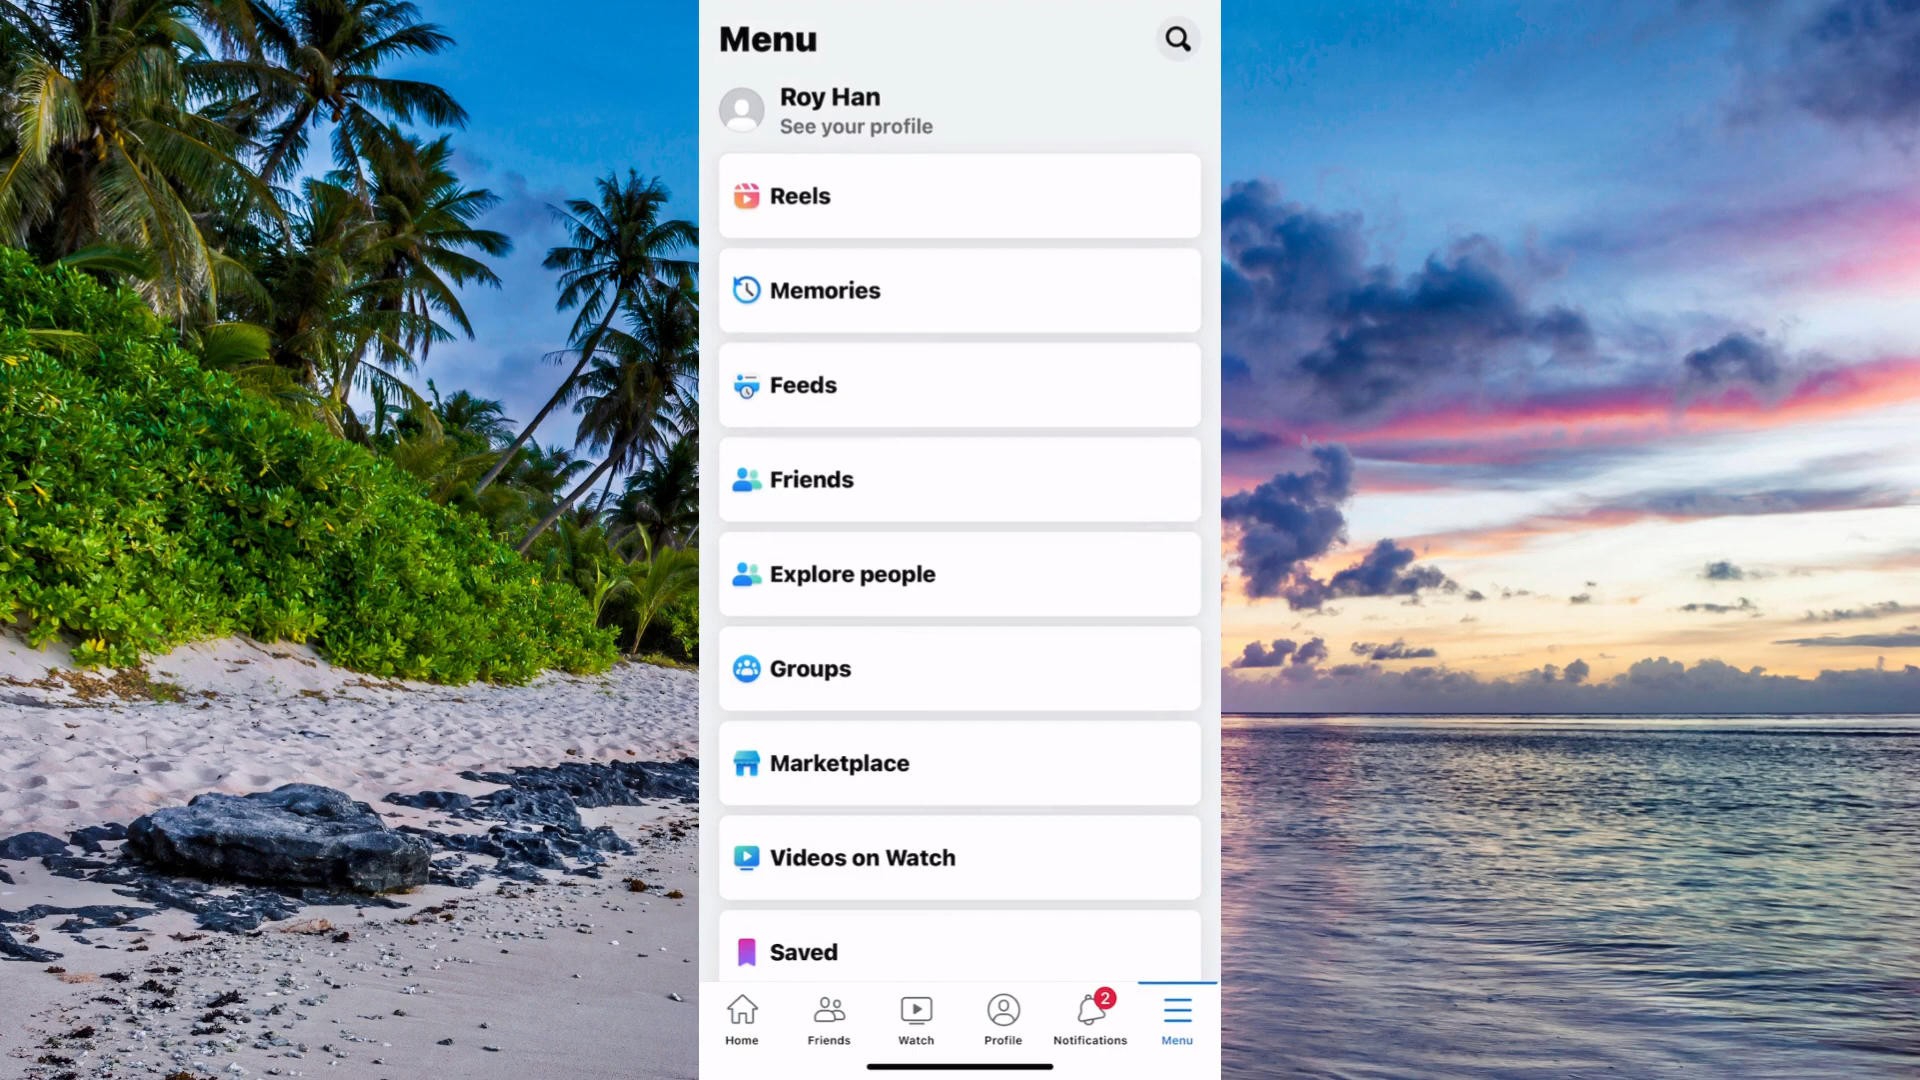 Menu
Roy Han
See your profile
Reels
Memories
Feeds
Friends
Explore people
Groups
Marketplace
Videos on Watch
Saved
2
Home
Friends
Watch
Profile
Notifications
Menu